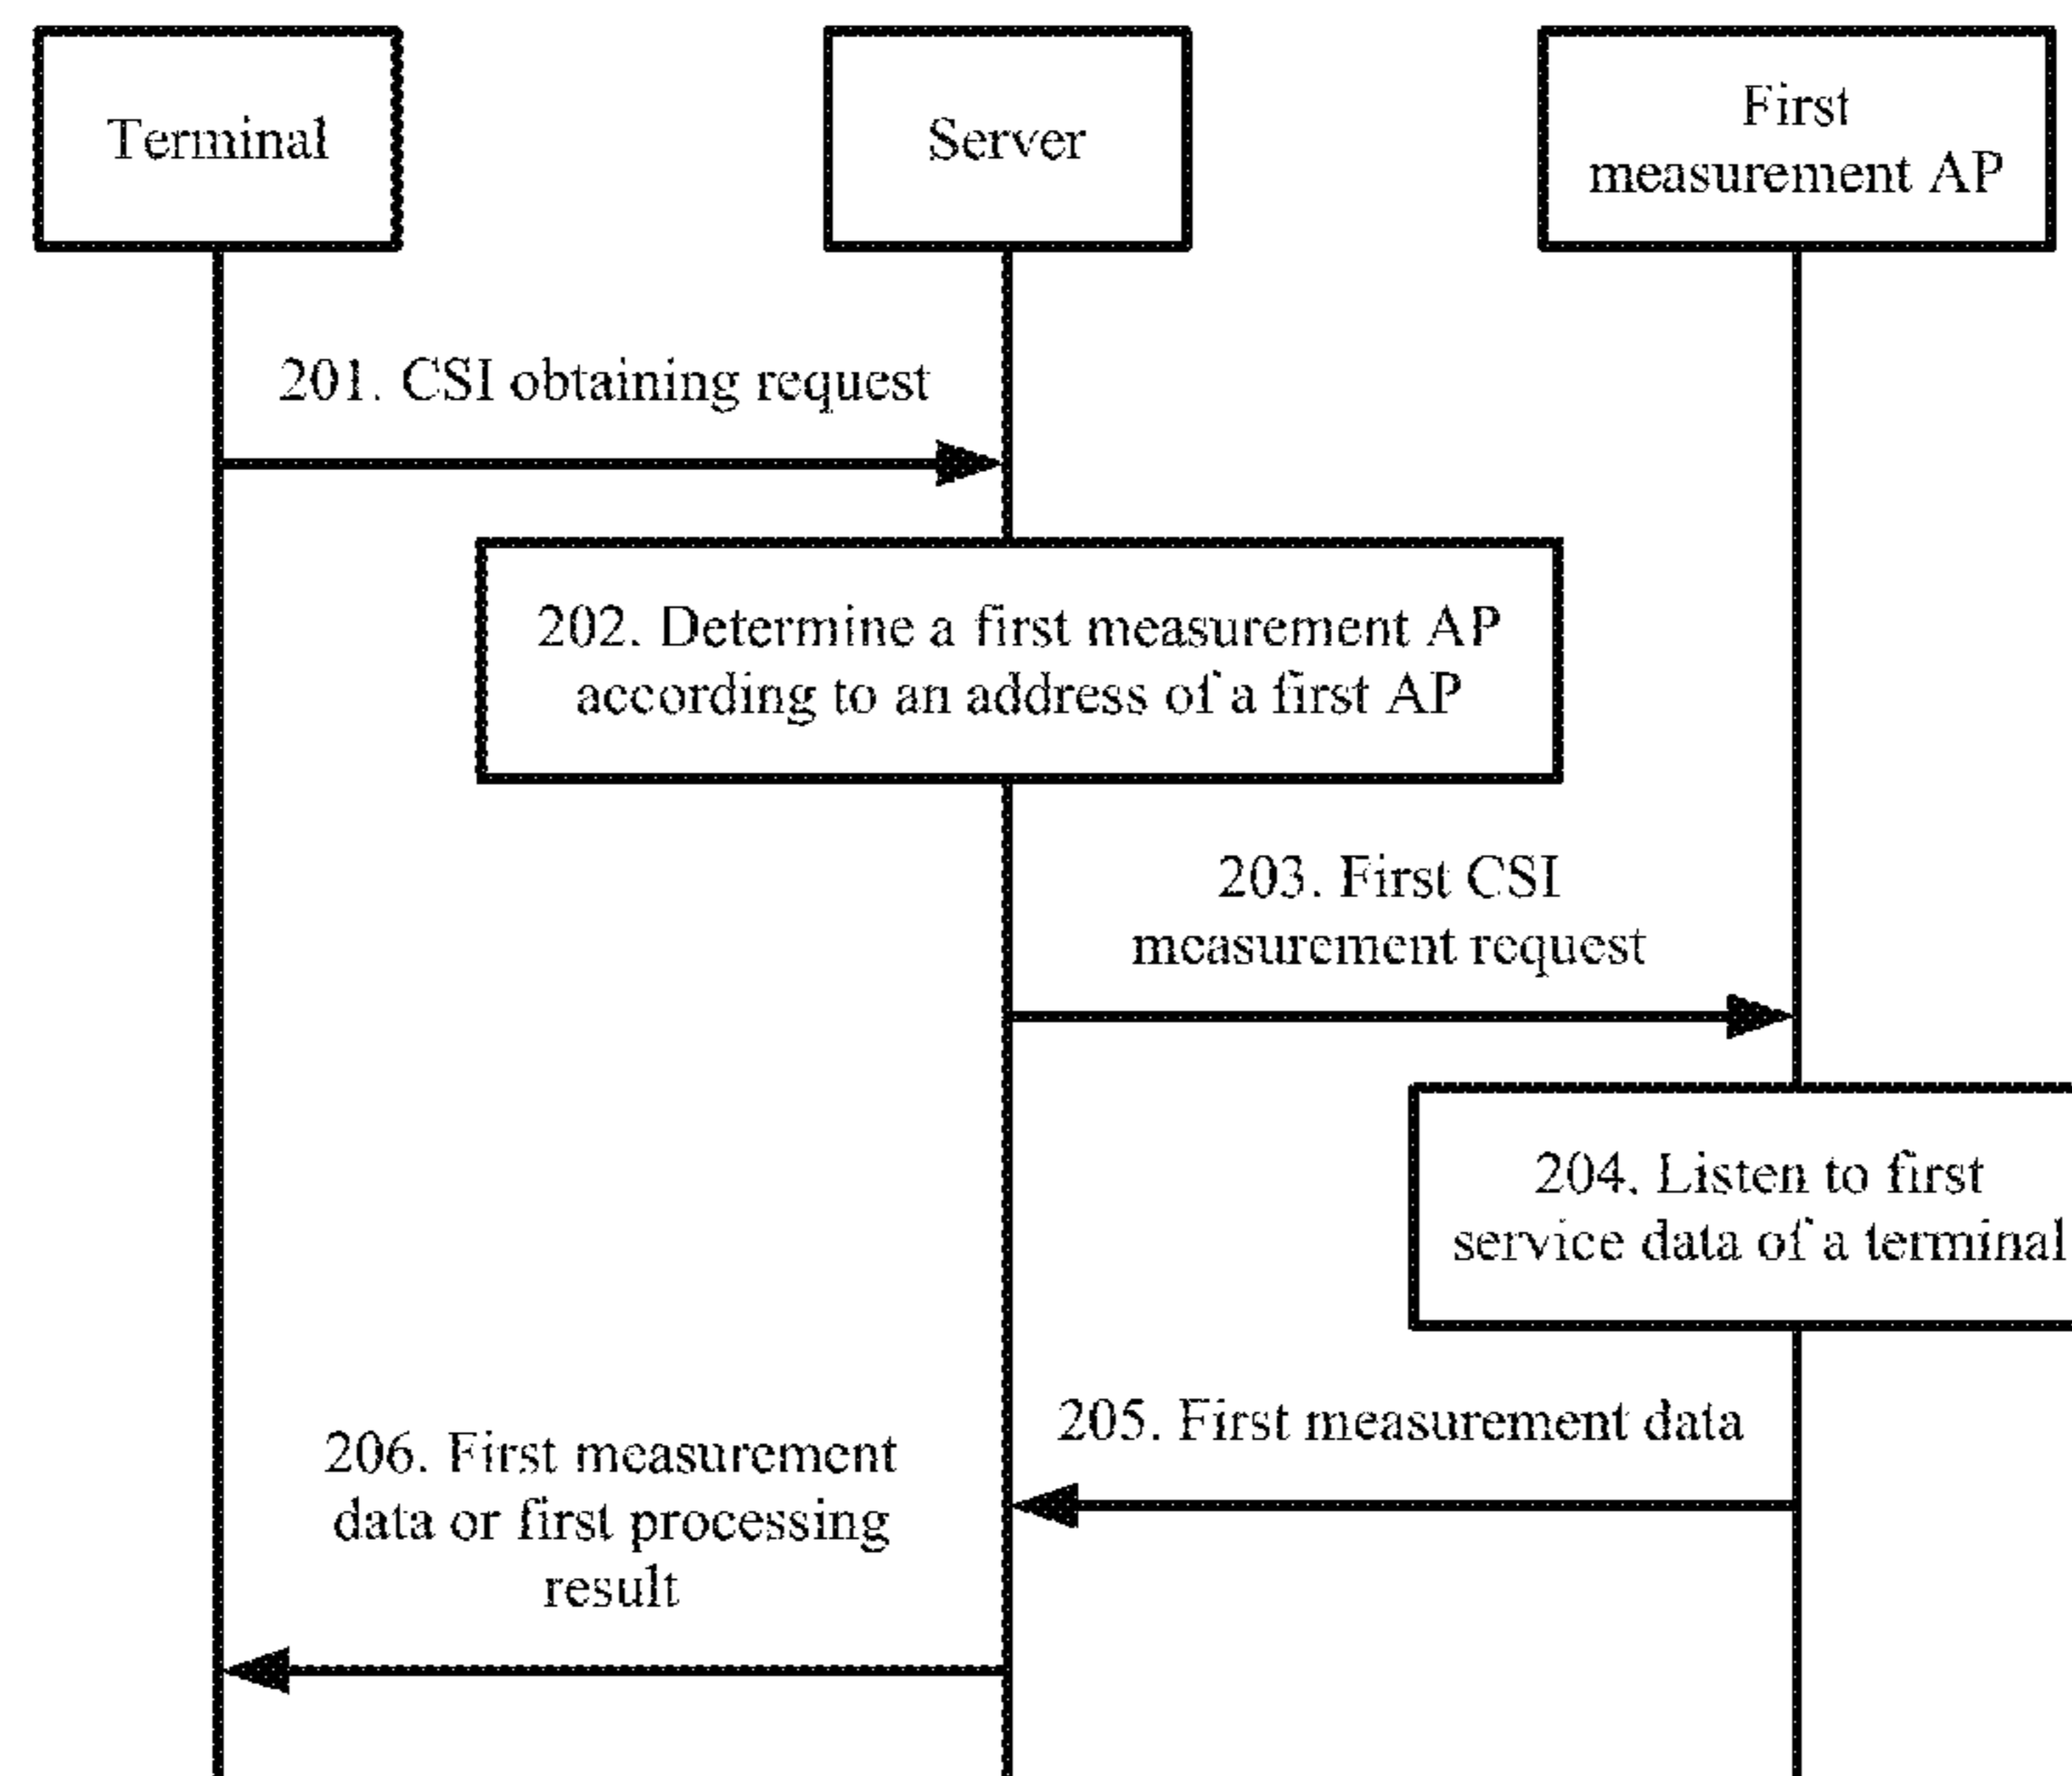 Terminal
Server
First
measurement AP
201. CSI obtaining request
202. Determine a first measurement AP
according to an address of a first AP
203. First CSI
measurement request
204. Listen to first
service data of a terminal
205. First measurement data
206. First measurement
data or first processing
result